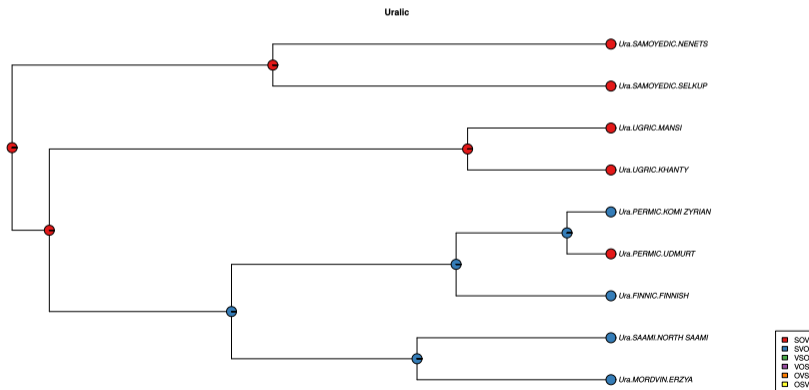 Uralic
Ura.SAMOYEDIC.NENETS
Ura.SAMOYEDIC.SELKUP
Ura.UGRIC.MANSI
Ura.UGRIC.KHANTY
Ura.PERMIC.KOMI ZYRIAN
Ura.PERMIC.UDMURT
Ura.FINNIC.FINNISH
Ura.SAAMI.NORTH SAAMI
Ura.MORDVIN.ERZYA
SOV
SVO
VSO
VOS
OVS
OSV